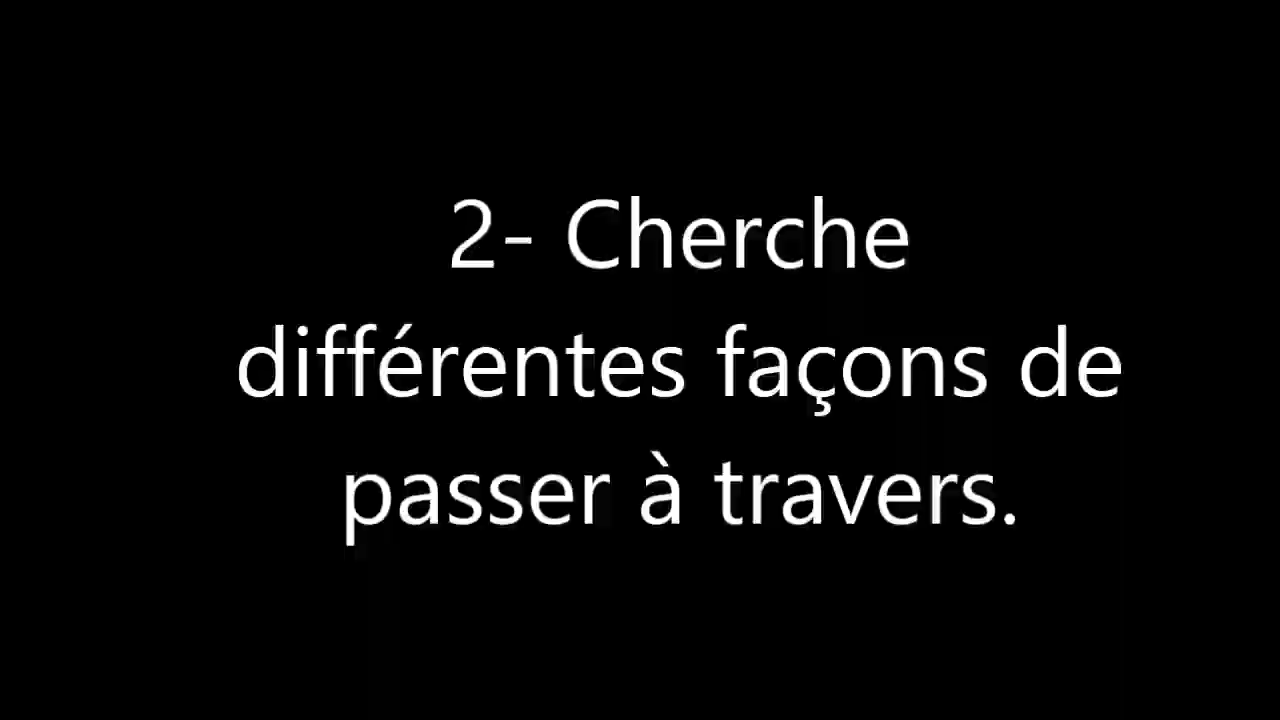 2- Cherche
différentes façons de
passer à travers.